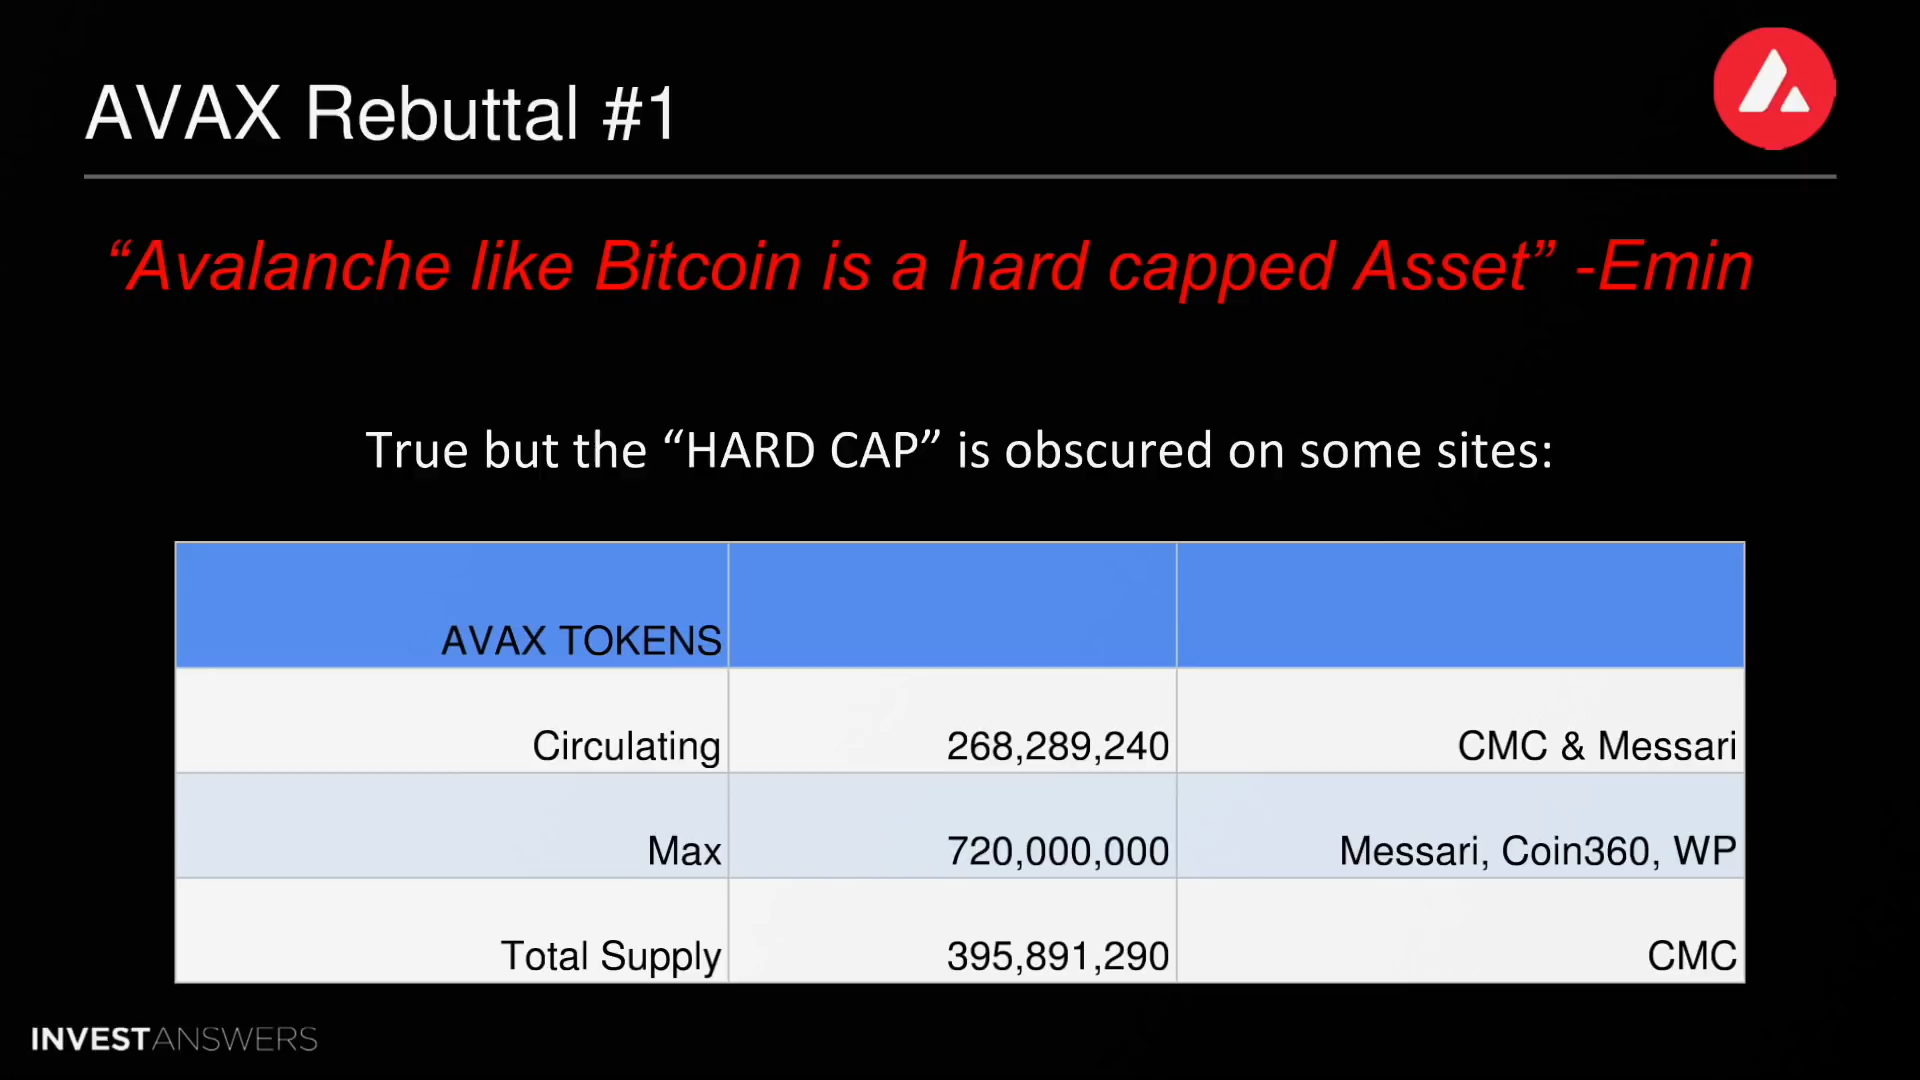 AVAX Rebuttal #1
“Avalanche like Bitcoin is a hard capped Asset” -Emin
True but the “HARD CAP” is obscured on some sites:
AVAX TOKENS
Circulating 268,289,240 CMC & Messari
Max 720,000,000 Messari, Coin360, WP
Total Supply 395,891,290 CMC
INVESTANSWERS